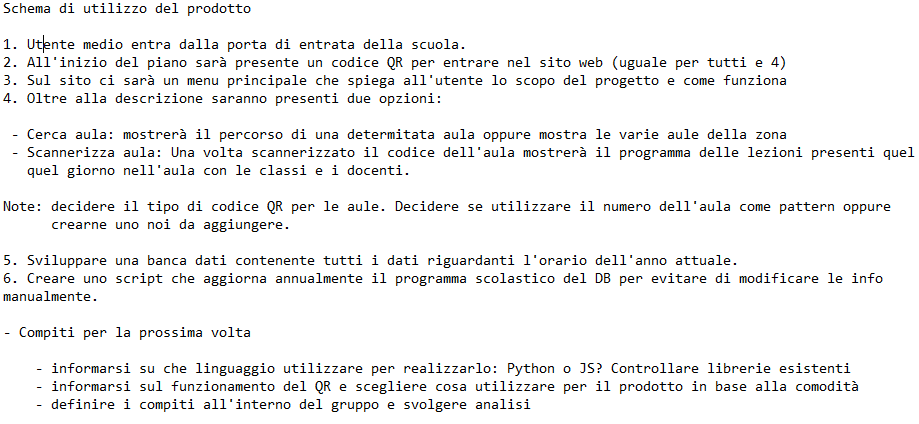 Schema di utilizzo del prodotto
1. Utente medio entra dalla porta di entrata della scuola.
2. All'inizio del piano sarà presente un codice QR per entrare nel sito web (uguale per tutti e 4)
3. Sul sito ci sarà un menu principale che spiega all'utente lo scopo del progetto e come funziona
4. Oltre alla descrizione saranno presenti due opzioni:
- Cerca aula: mostrerà il percorso di una determitata aula oppure mostra le varie aule della zona
- Scannerizza aula: Una volta scannerizzato il codice dell'aula mostrerà il programma delle lezioni presenti quel
quel giorno nell'aula con le classi e i docenti.
Note: decidere il tipo di codice QR per le aule. Decidere se utilizzare il numero dell'aula come pattern oppure
crearne uno noi da aggiungere.
5. Sviluppare una banca dati contenente tutti i dati riguardanti l'orario dell'anno attuale.
6. Creare uno script che aggiorna annualmente il programma scolastico del DB per evitare di modificare le info
manualmente.
- Compiti per la prossima volta
- informarsi su che linguaggio utilizzare per realizzarlo: Python o JS? Controllare librerie esistenti
- informarsi sul funzionamento del QR e scegliere cosa utilizzare per il prodotto in base alla comodità
- definire i compiti all'interno del gruppo e svolgere analisi